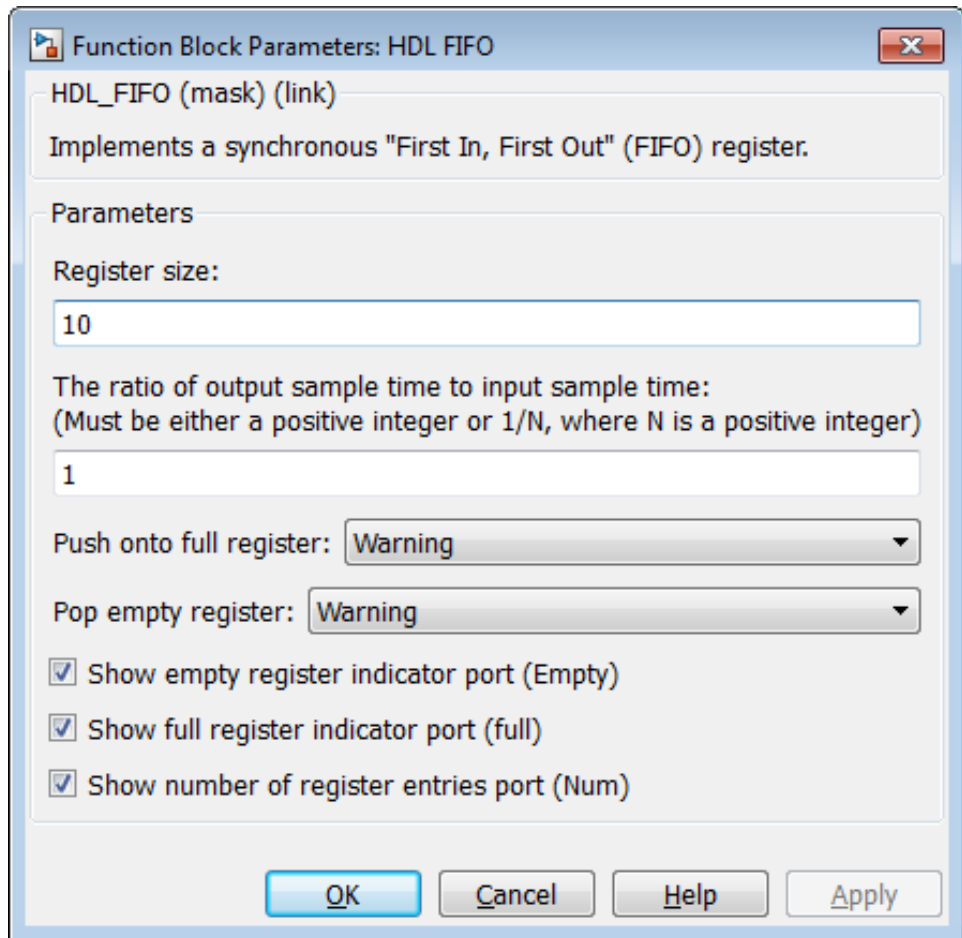 Function Block Parameters: HDL FIFO
HDL_FIFO (mask) (link)
Implements a synchronous "First In, First Out" (FIFO) register.
Parameters
Register size:
10
The ratio of output sample time to input sample time:
(Must be either a positive integer or 1/N, where N is a positive integer)
1
Push onto full register: Warning
Pop empty register: Warning
Show empty register indicator port (Empty)
Show full register indicator port (full)
Show number of register entries port (Num)
OK Cancel Help Apply